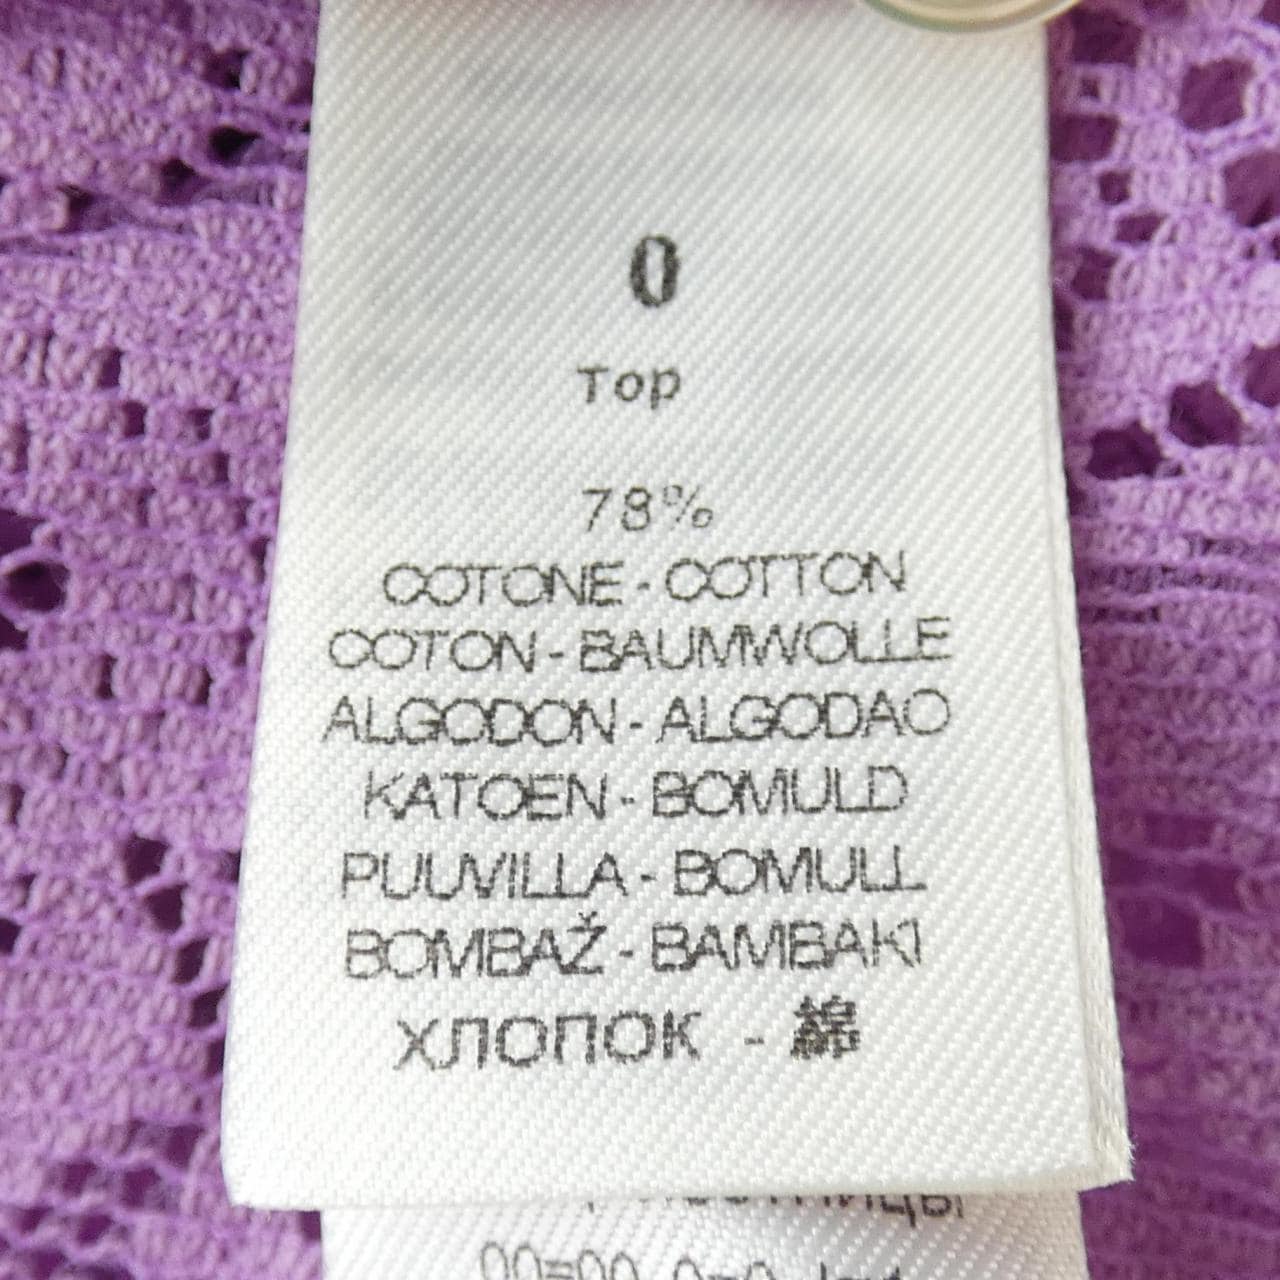 0
Top
78%
COTONE - COTTON
COTON - BAUMWOLLE
ALGODON - ALGODAO
KATOEN - BOMULD
PUUVILLA - BOMULL
BOMBAŽ - BAMBAKI
ХЛОПОК - 綿